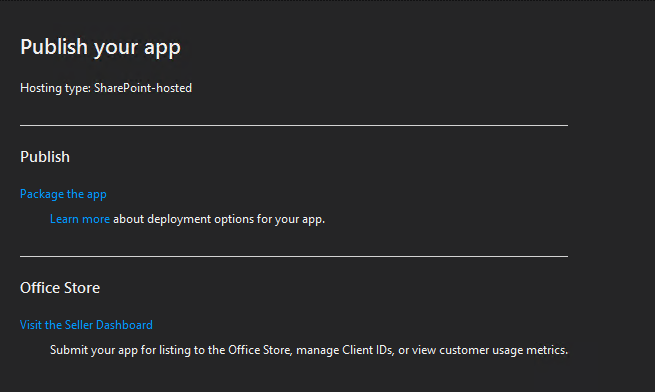 Publish your app
Hosting type: SharePoint-hosted
Publish
Package the app
Learn more about deployment options for your app.
Office Store
Visit the Seller Dashboard
Submit your app for listing to the Office Store, manage Client IDs, or view customer usage metrics.